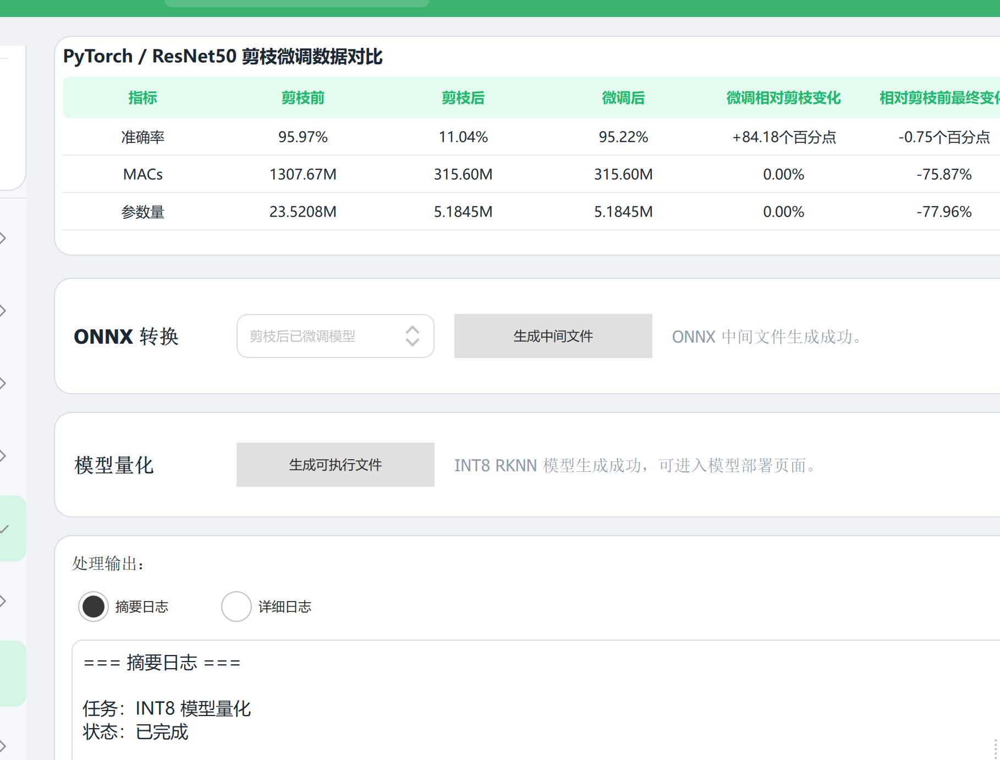 PyTorch / ResNet50 剪枝微调数据对比
指标 剪枝前 剪枝后 微调后 微调相对剪枝变化 相对剪枝前最终变化
准确率 95.97% 11.04% 95.22% +84.18个百分点 -0.75个百分点
MACs 1307.67M 315.60M 315.60M 0.00% -75.87%
参数量 23.5208M 5.1845M 5.1845M 0.00% -77.96%
ONNX 转换 剪枝后已微调模型 生成中间文件 ONNX 中间文件生成成功。
模型量化 生成可执行文件 INT8 RKNN 模型生成成功，可进入模型部署页面。
处理输出：
摘要日志 详细日志
=== 摘要日志 ===
任务：INT8 模型量化
状态：已完成